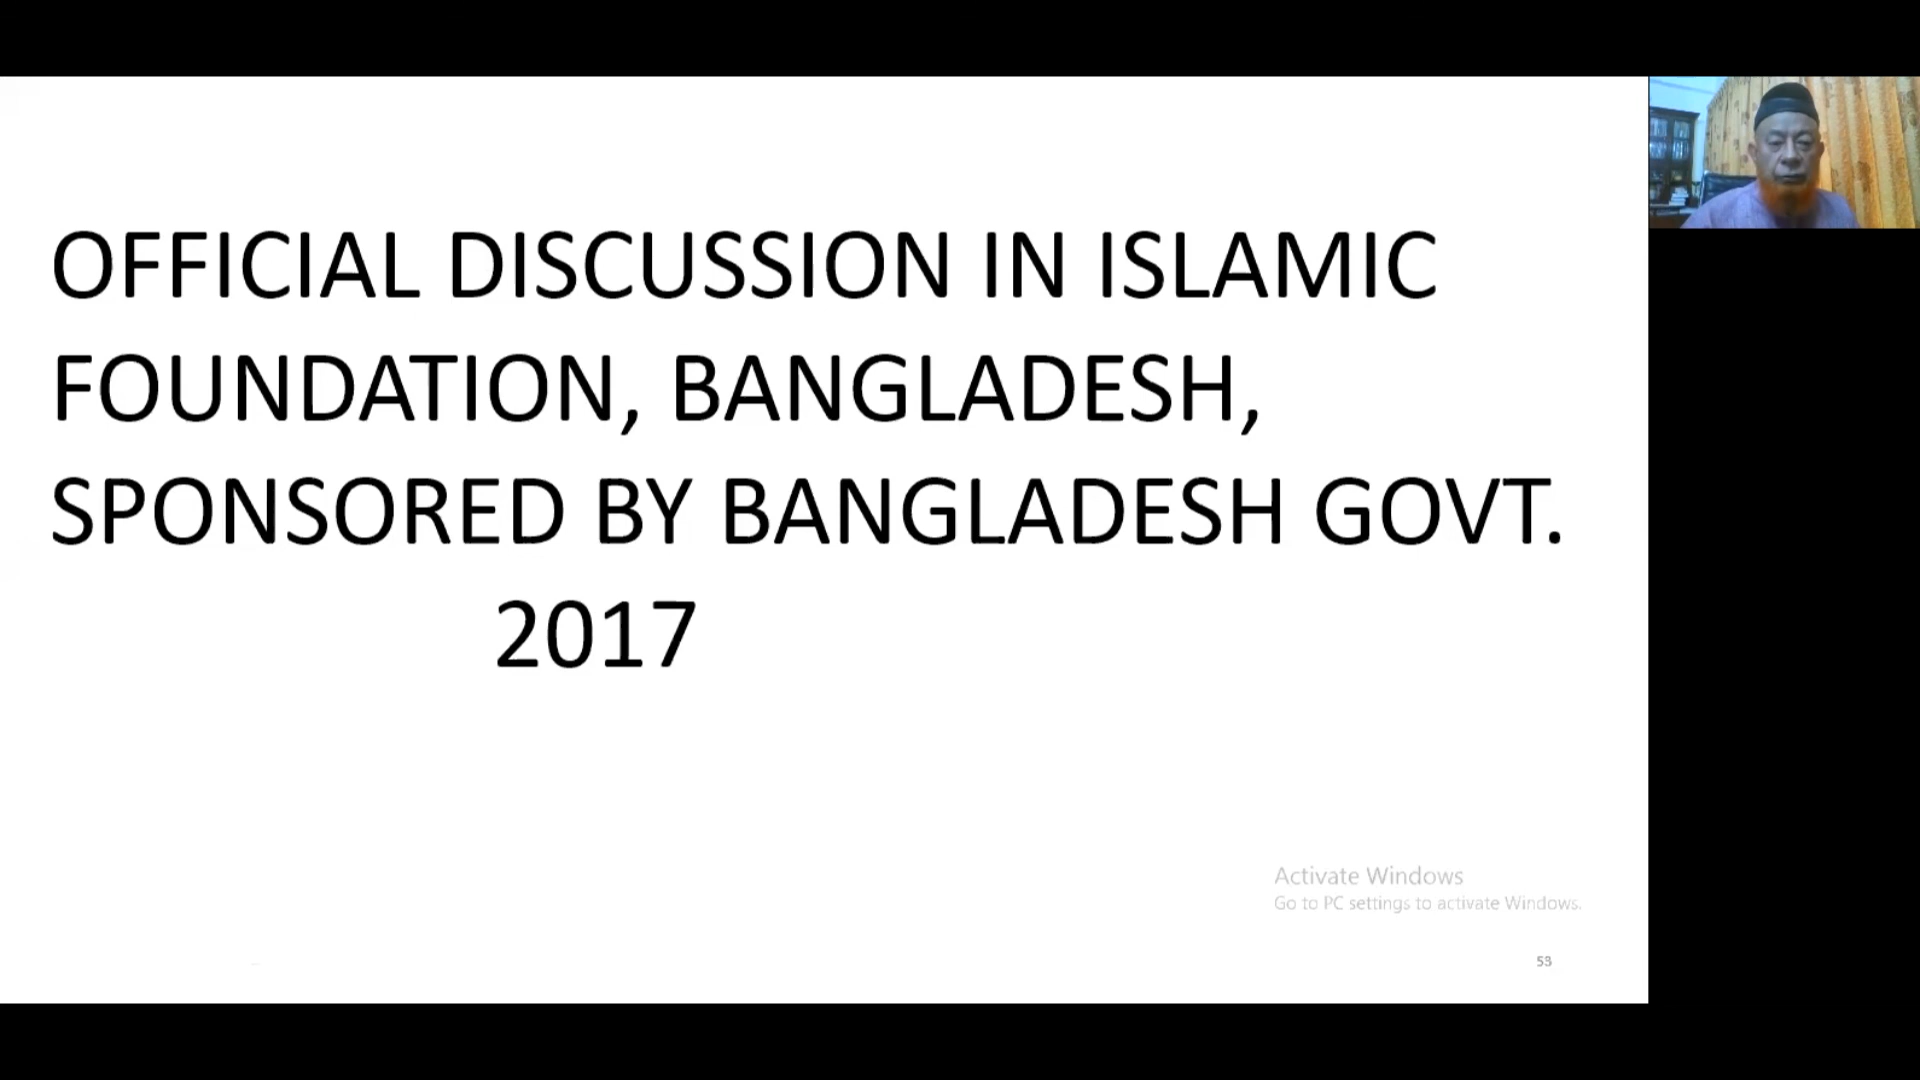 OFFICIAL DISCUSSION IN ISLAMIC
FOUNDATION, BANGLADESH,
SPONSORED BY BANGLADESH GOVT.
2017
Activate Windows
Go to PC settings to activate Windows.
53